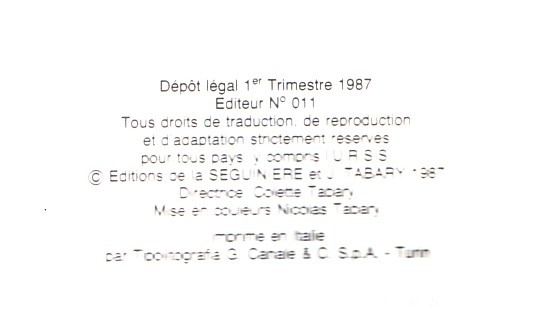 Dépôt légal 1er Trimestre 1987
Editeur N° 011
Tous droits de traduction, de reproduction
et d'adaptation strictement réservés
pour tous pays, y compris l'U.R.S.S.
© Editions de la SEGUINIERE et J. TABARY 1987
Directrice: Colette Tabary
Mise en couleurs Nicolas Tabary
Imprimé en Italie
par Tipolitografia G. Canale & C. S.p.A. - Turin